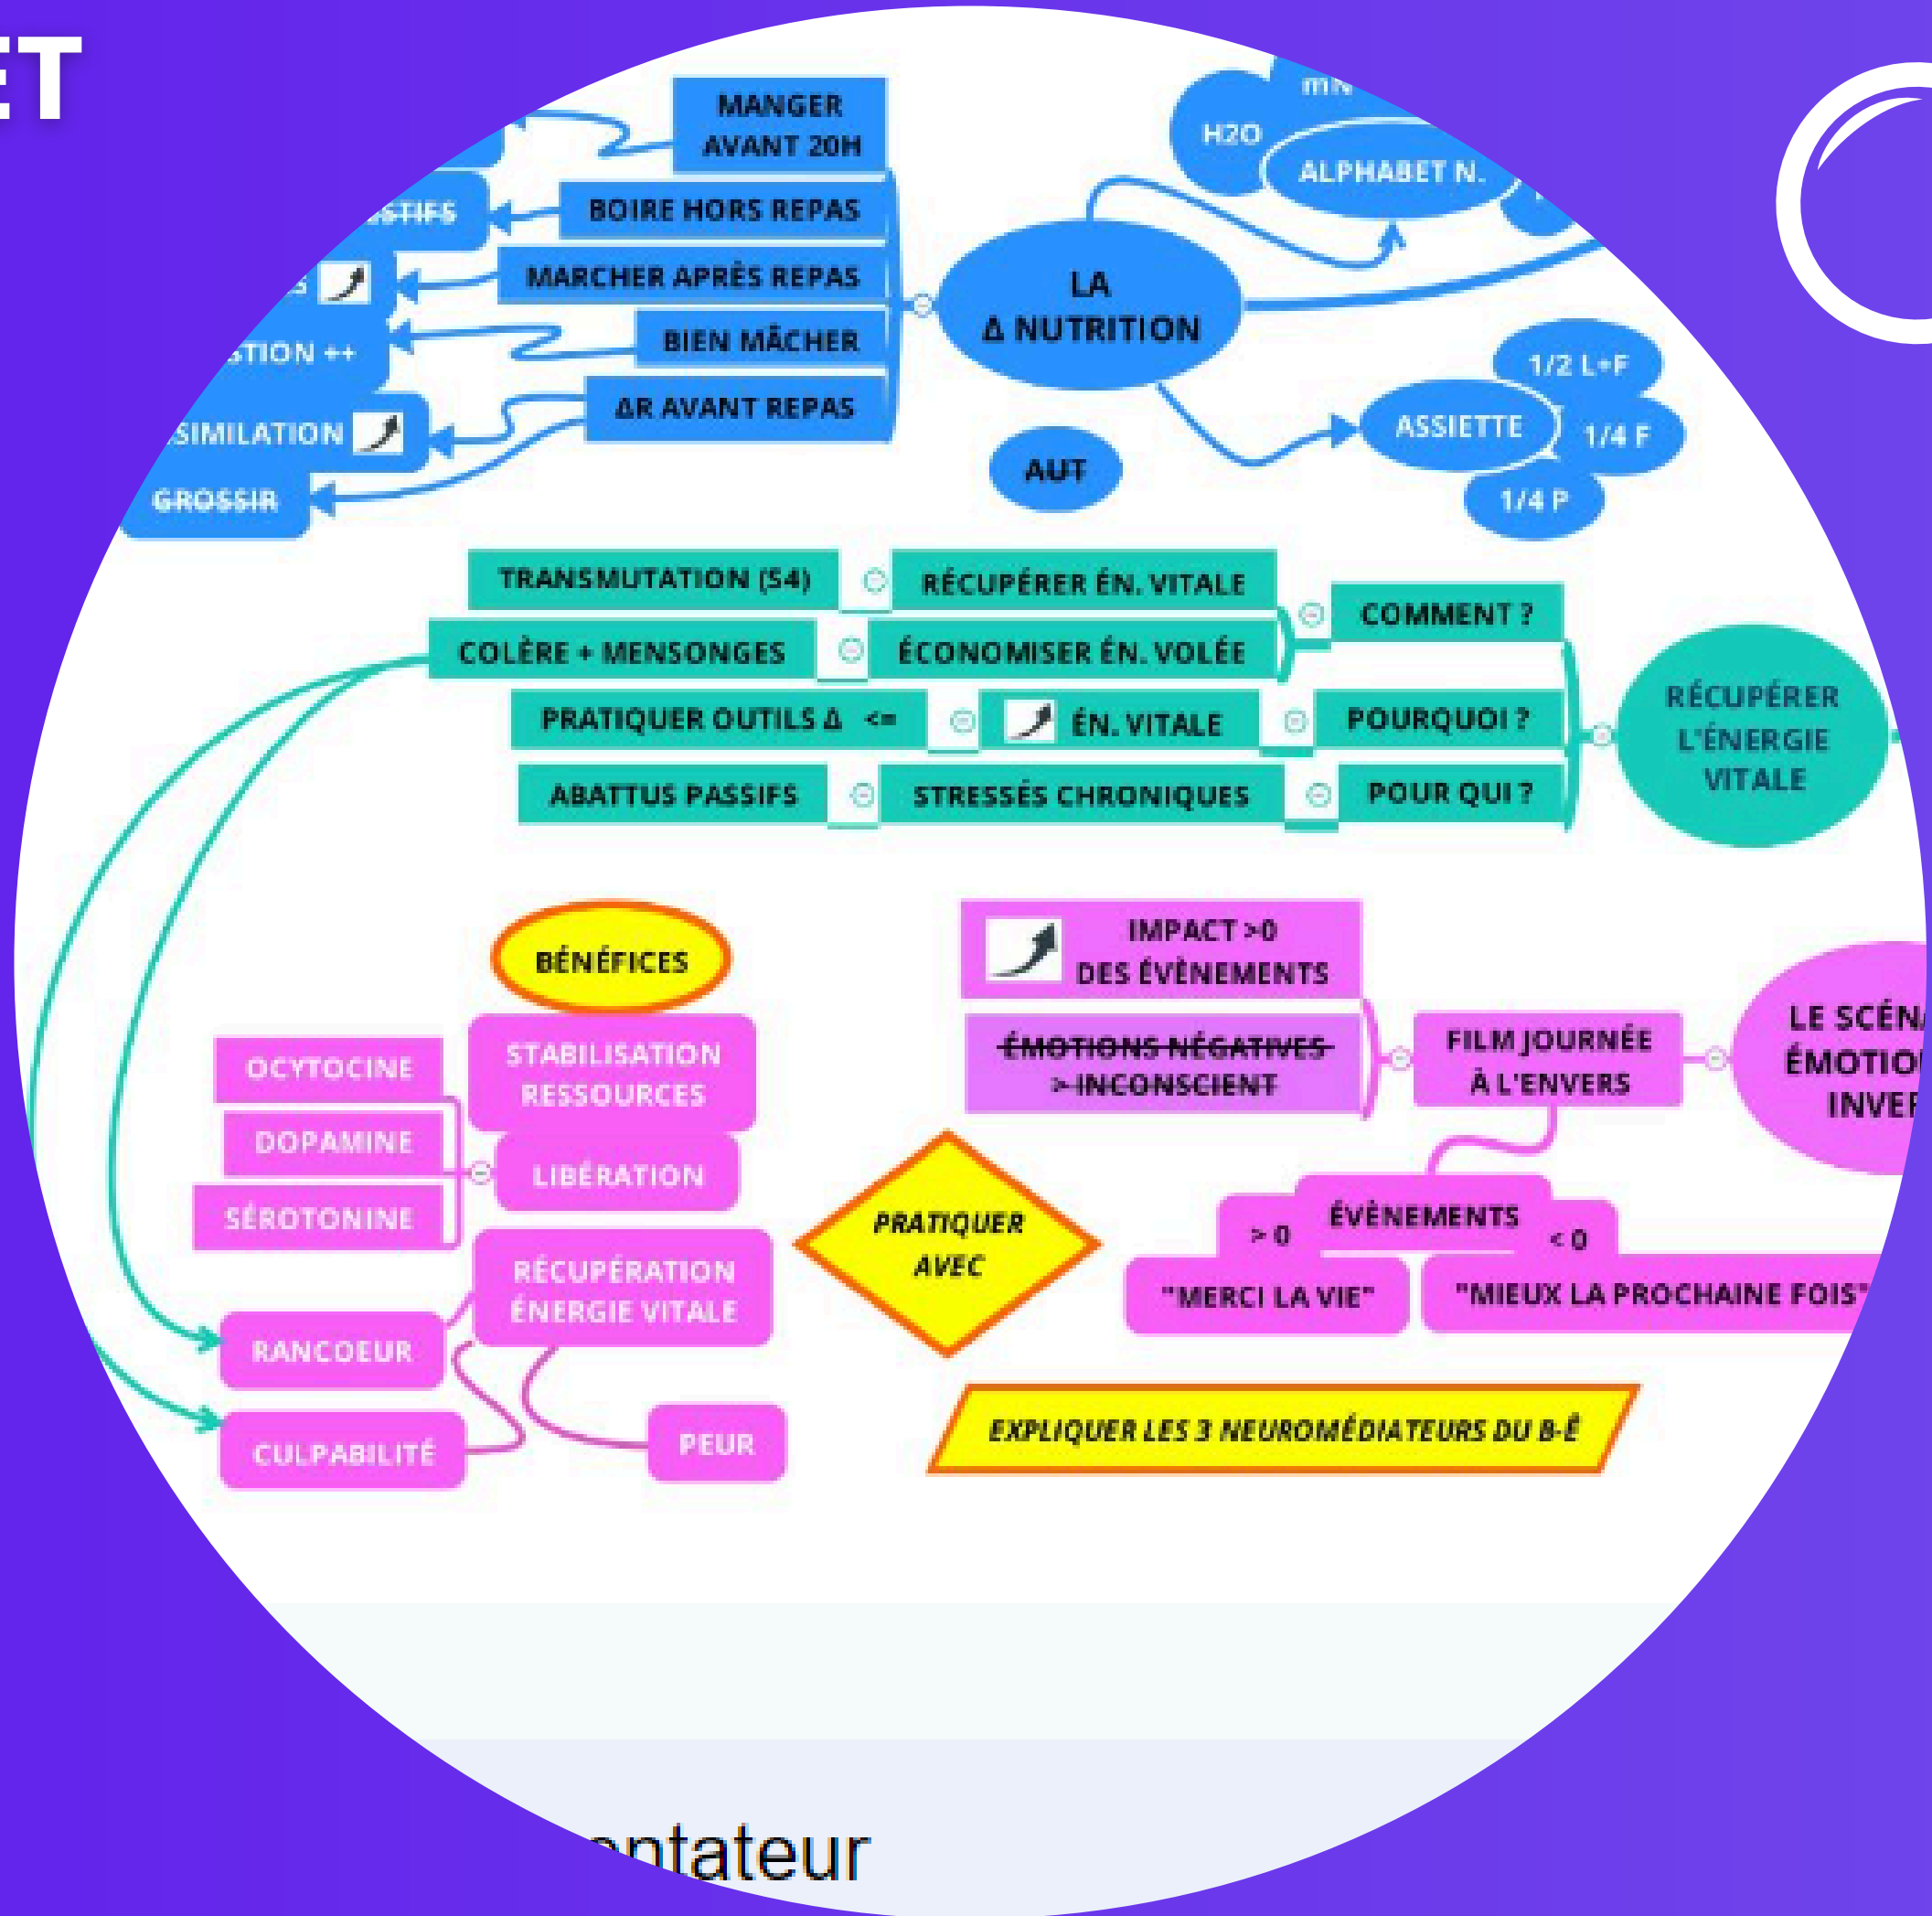 ET
MANGER
AVANT 20H
BOIRE HORS REPAS
MARCHER APRÈS REPAS
BIEN MÂCHER
ΔR AVANT REPAS
GROSSIR
LA
Δ NUTRITION
H2O
ALPHABET N.
ASSIETTE
1/2 L+F
1/4 F
1/4 P
AUT
TRANSMUTATION (S4)
RÉCUPÉRER ÉN. VITALE
COMMENT ?
COLÈRE + MENSONGES
ÉCONOMISER ÉN. VOLÉE
PRATIQUER OUTILS Δ <=
ÉN. VITALE
POURQUOI ?
ABATTUS PASSIFS
STRESSÉS CHRONIQUES
POUR QUI ?
RÉCUPÉRER
L'ÉNERGIE
VITALE
BÉNÉFICES
STABILISATION
RESSOURCES
OCYTOCINE
DOPAMINE
SÉROTONINE
LIBÉRATION
RÉCUPÉRATION
ÉNERGIE VITALE
RANCOEUR
CULPABILITÉ
PEUR
IMPACT >0
DES ÉVÈNEMENTS
ÉMOTIONS NÉGATIVES
> INCONSCIENT
FILM JOURNÉE
À L'ENVERS
LE
PRATIQUER
AVEC
ÉVÈNEMENTS
> 0
< 0
"MERCI LA VIE"
"MIEUX LA PROCHAINE FOIS"
EXPLIQUER LES 3 NEUROMÉDIATEURS DU B-Ê